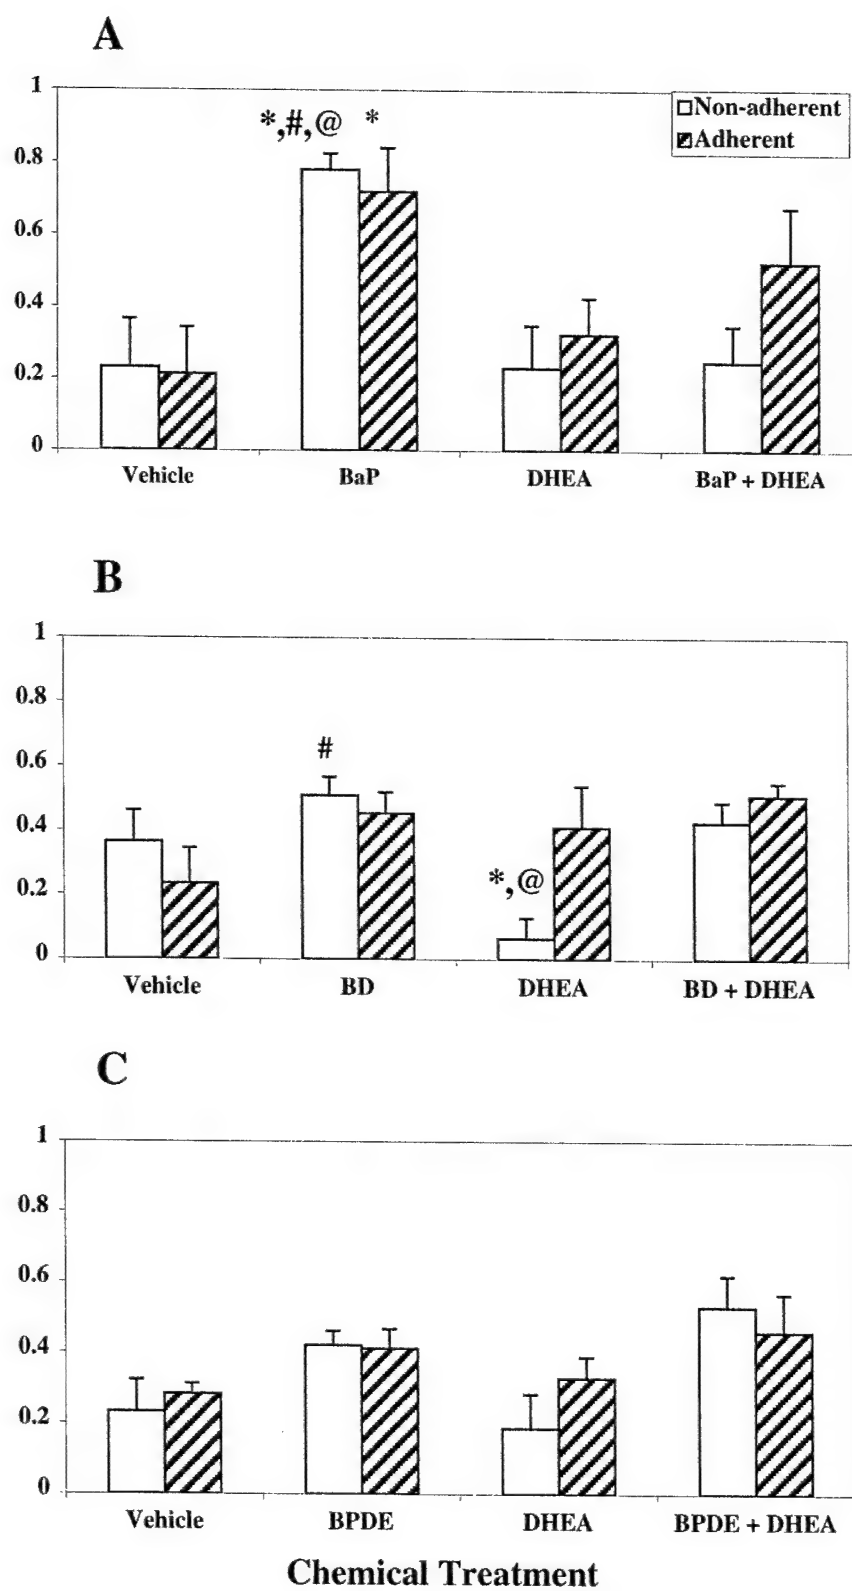 A
1
Non-adherent
Adherent
*,#,@ *
0.8
0.6
0.4
0.2
0
Vehicle BaP DHEA BaP + DHEA
B
1
0.8
#
0.6
0.4
*,@
0.2
0
Vehicle BD DHEA BD + DHEA
C
1
0.8
0.6
0.4
0.2
0
Vehicle BPDE DHEA BPDE + DHEA
Chemical Treatment